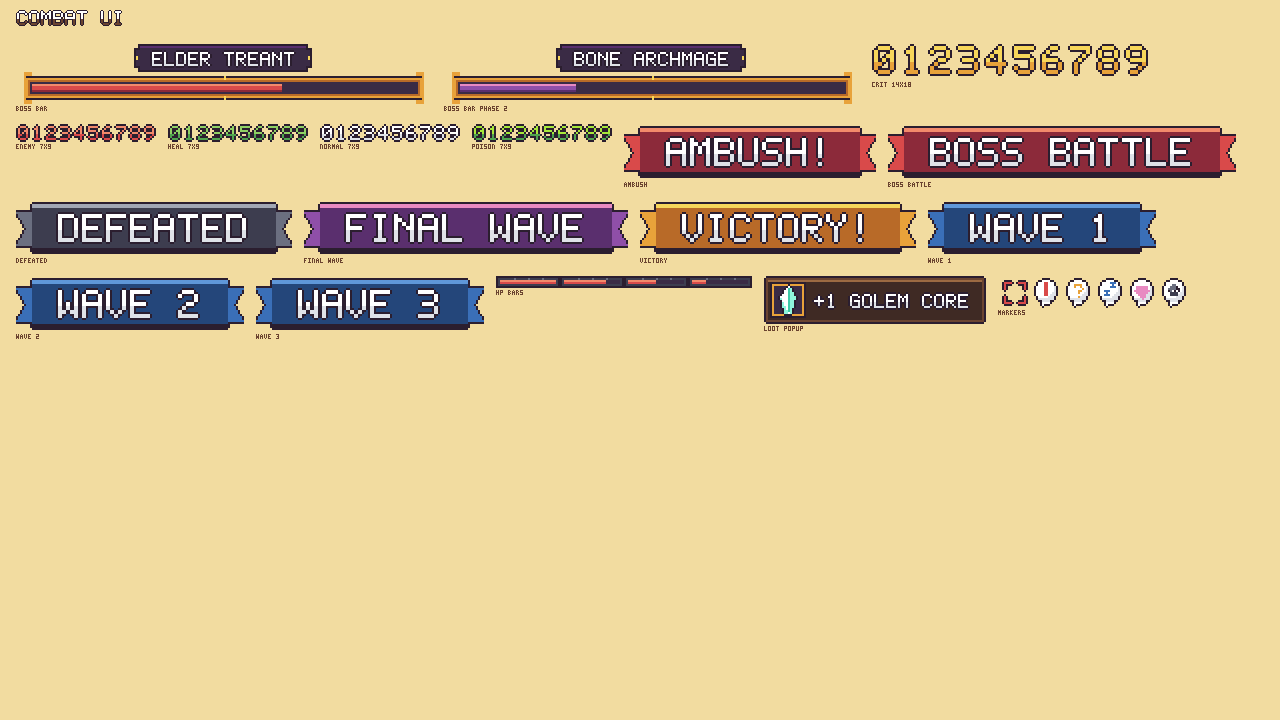 COMBAT UI
ELDER TREANT
BOSS BAR
BONE ARCHMAGE
BOSS BAR PHASE 2
0123456789
CRIT 14X18
0123456789
ENEMY 7X9
0123456789
HEAL 7X9
0123456789
NORMAL 7X9
0123456789
POISON 7X9
AMBUSH!
AMBUSH
BOSS BATTLE
BOSS BATTLE
DEFEATED
DEFEATED
FINAL WAVE
FINAL WAVE
VICTORY!
VICTORY
WAVE 1
WAVE 1
WAVE 2
WAVE 2
WAVE 3
WAVE 3
HP BARS
+1 GOLEM CORE
LOOT POPUP
! ? Z Z
MARKERS